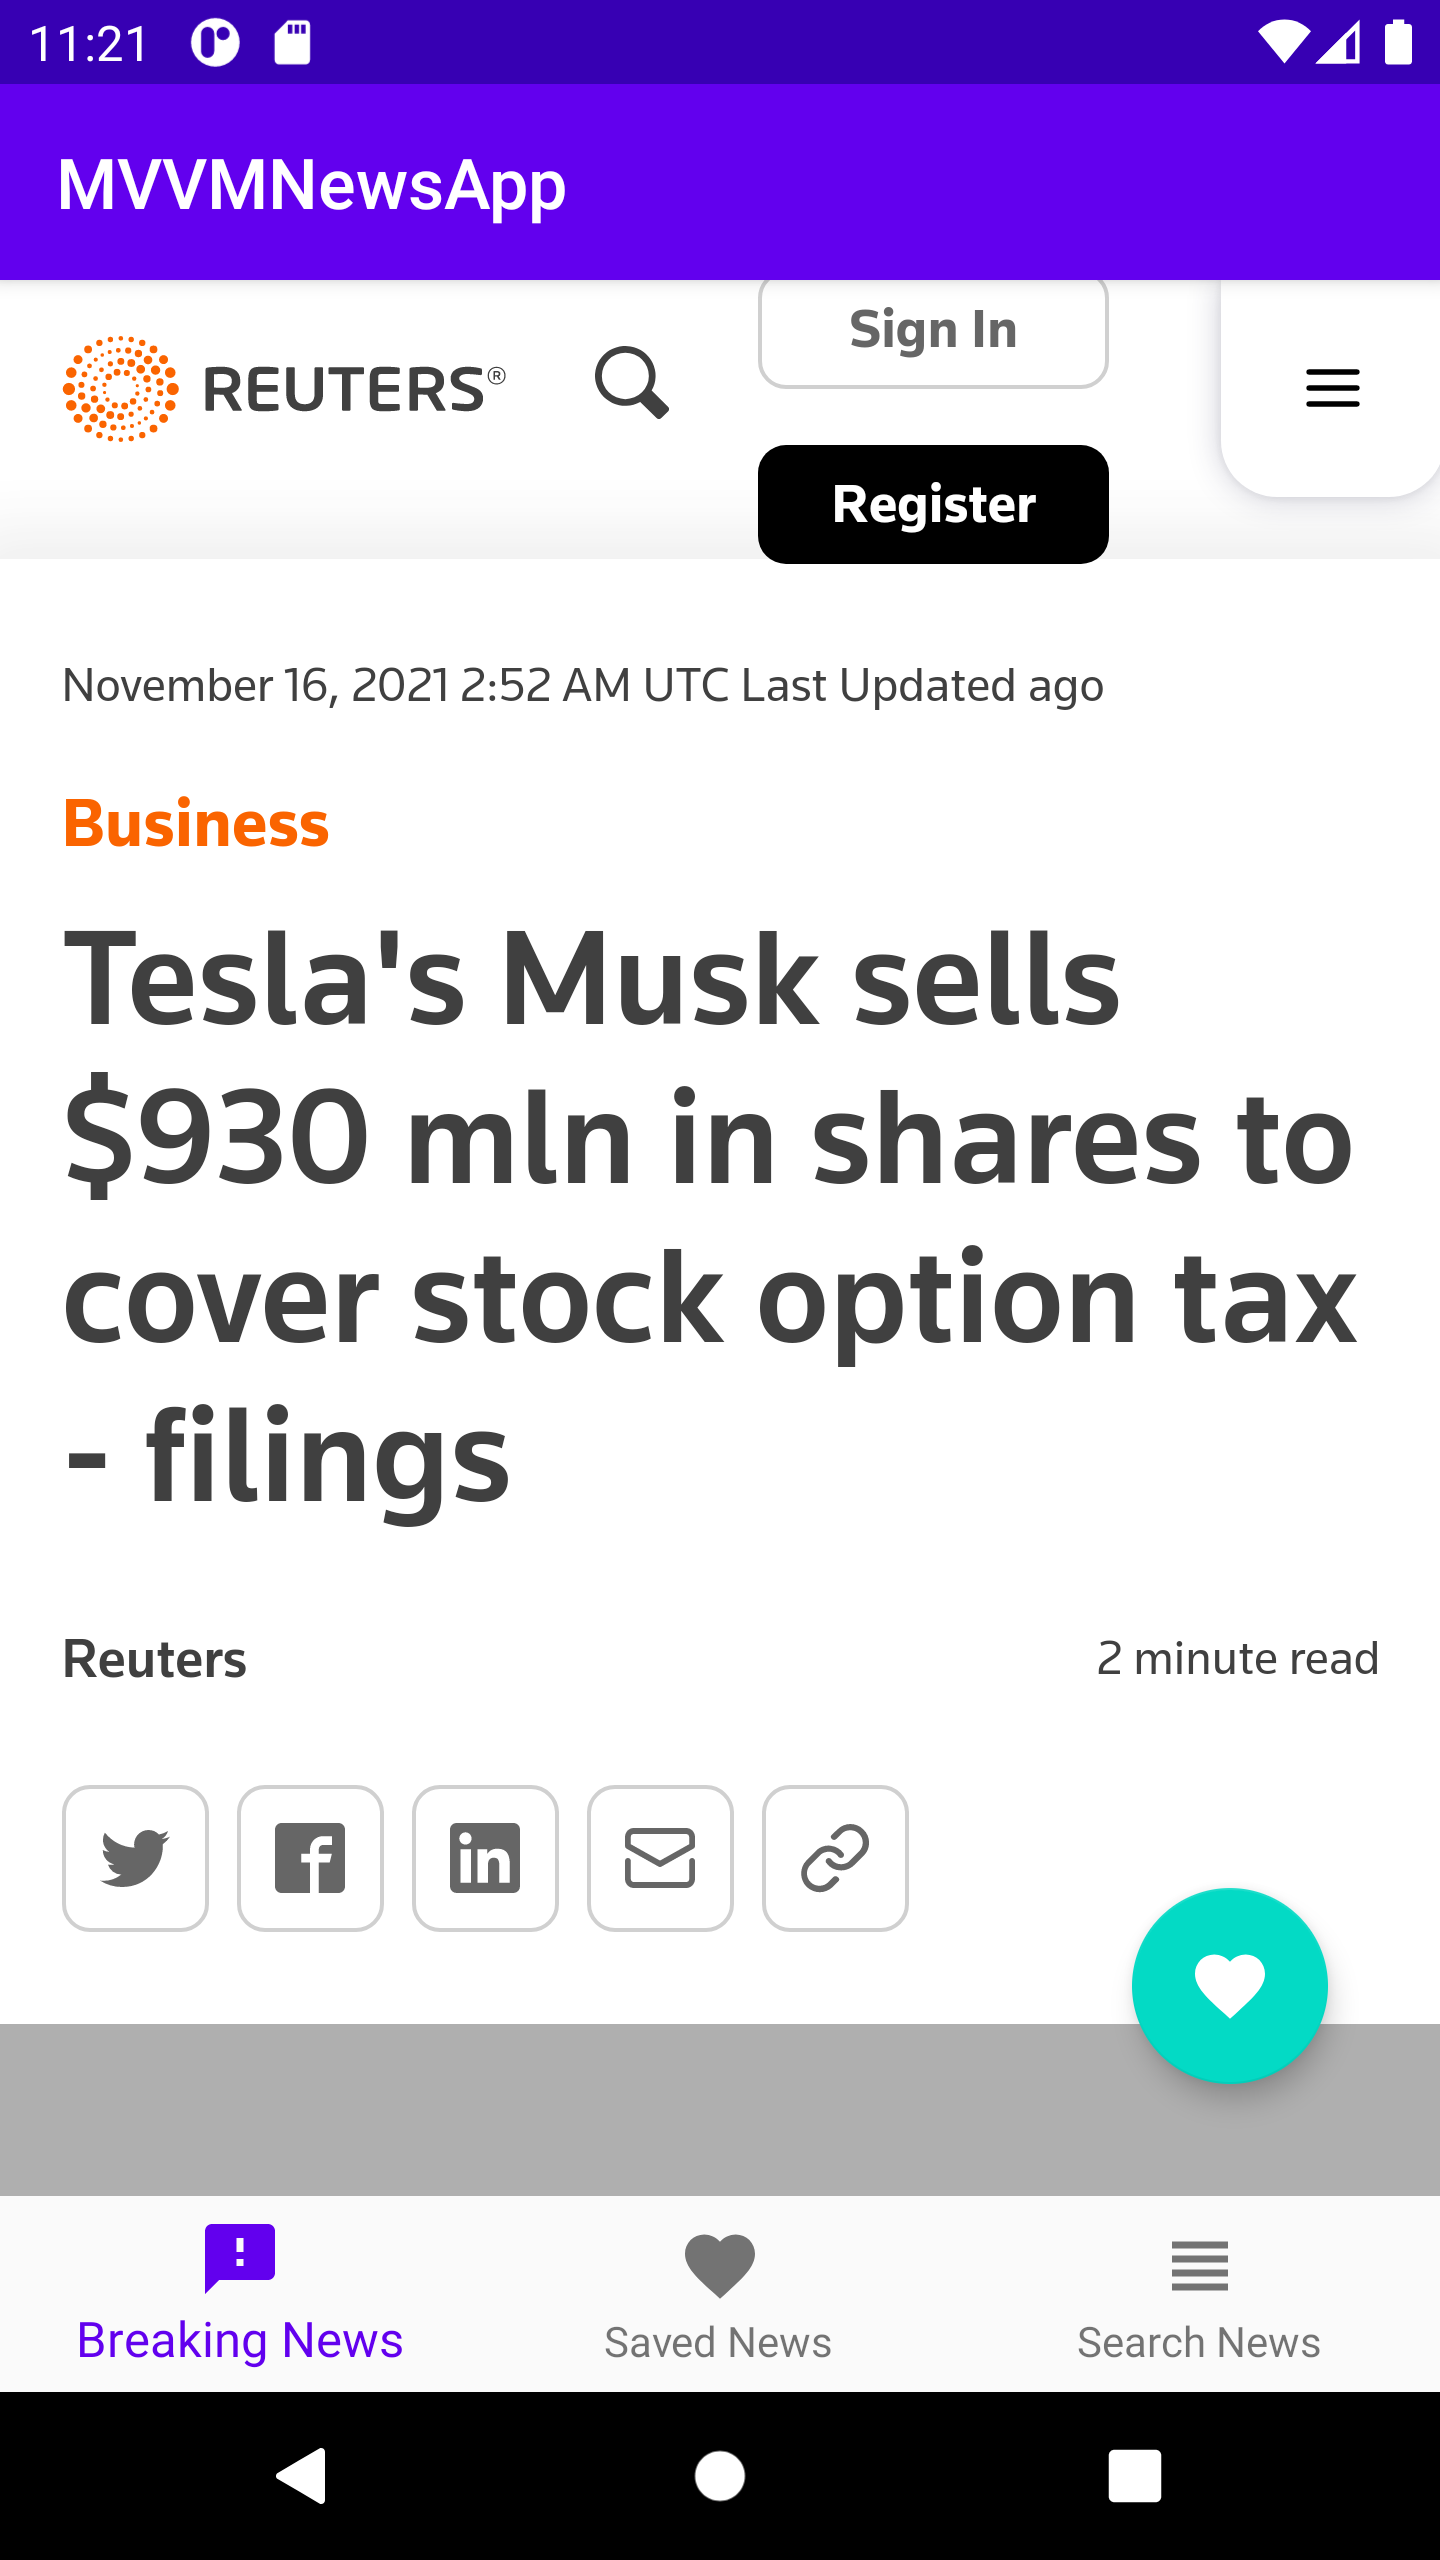 11:21
MVVMNewsApp
REUTERS®
Sign In
Register
November 16, 2021 2:52 AM UTC Last Updated ago
Business
Tesla's Musk sells
$930 mln in shares to
cover stock option tax
- filings
Reuters
2 minute read
Breaking News
Saved News
Search News